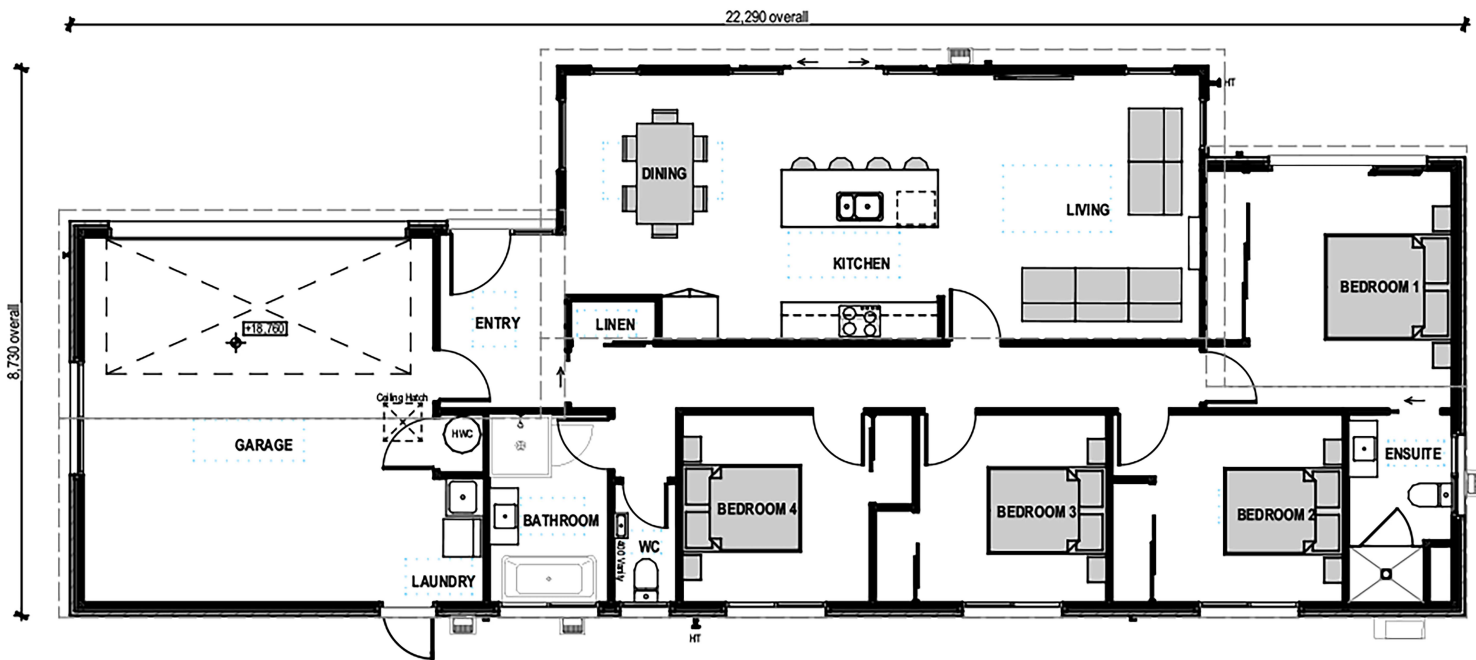 22,290 overall
HT
8,730 overall
DINING
LIVING
KITCHEN
BEDROOM 1
ENTRY
LINEN
+18,760
Ceiling Hatch
GARAGE
HWC
ENSUITE
BEDROOM 4
BEDROOM 3
BEDROOM 2
BATHROOM
WC
400 Vanity
LAUNDRY
HT